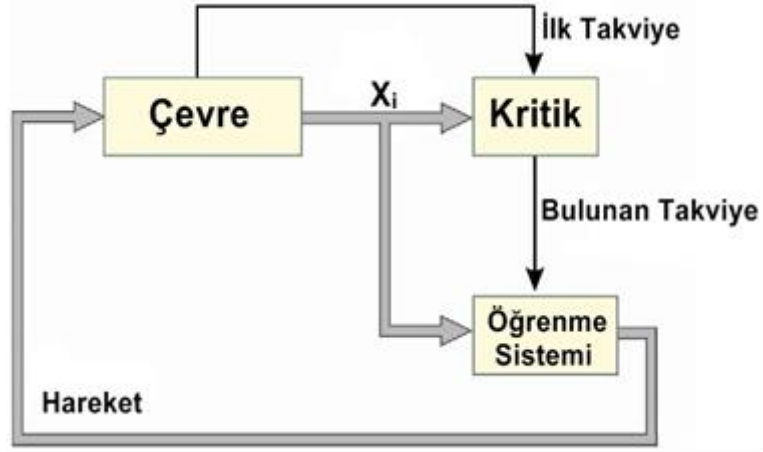 İlk Takviye
Çevre
Xi
Kritik
Bulunan Takviye
Öğrenme
Sistemi
Hareket